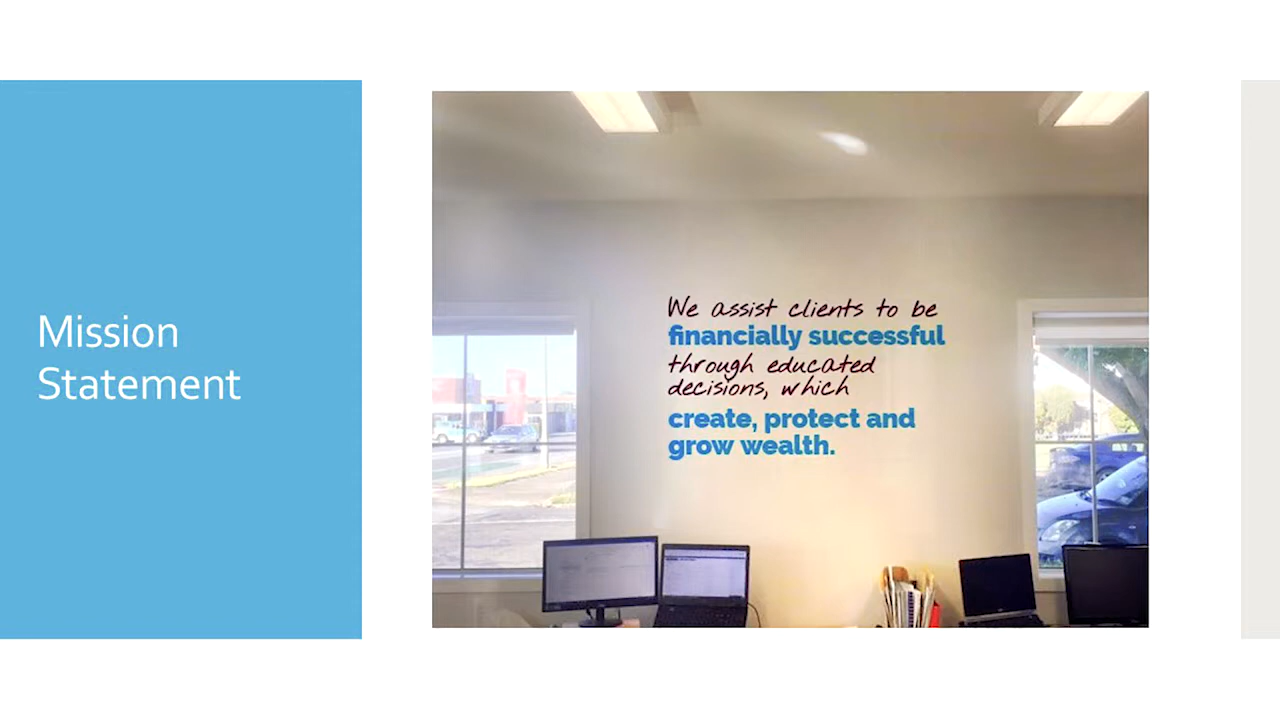 Mission
Statement
We assist clients to be
financially successful
through educated
decisions, which
create, protect and
grow wealth.